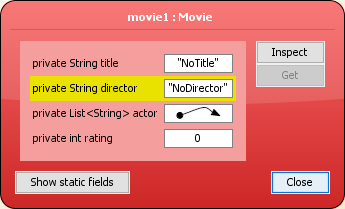 movie1 : Movie
private String title "NoTitle"
private String director "NoDirector"
private List<String> actor
private int rating 0
Inspect
Get
Show static fields
Close